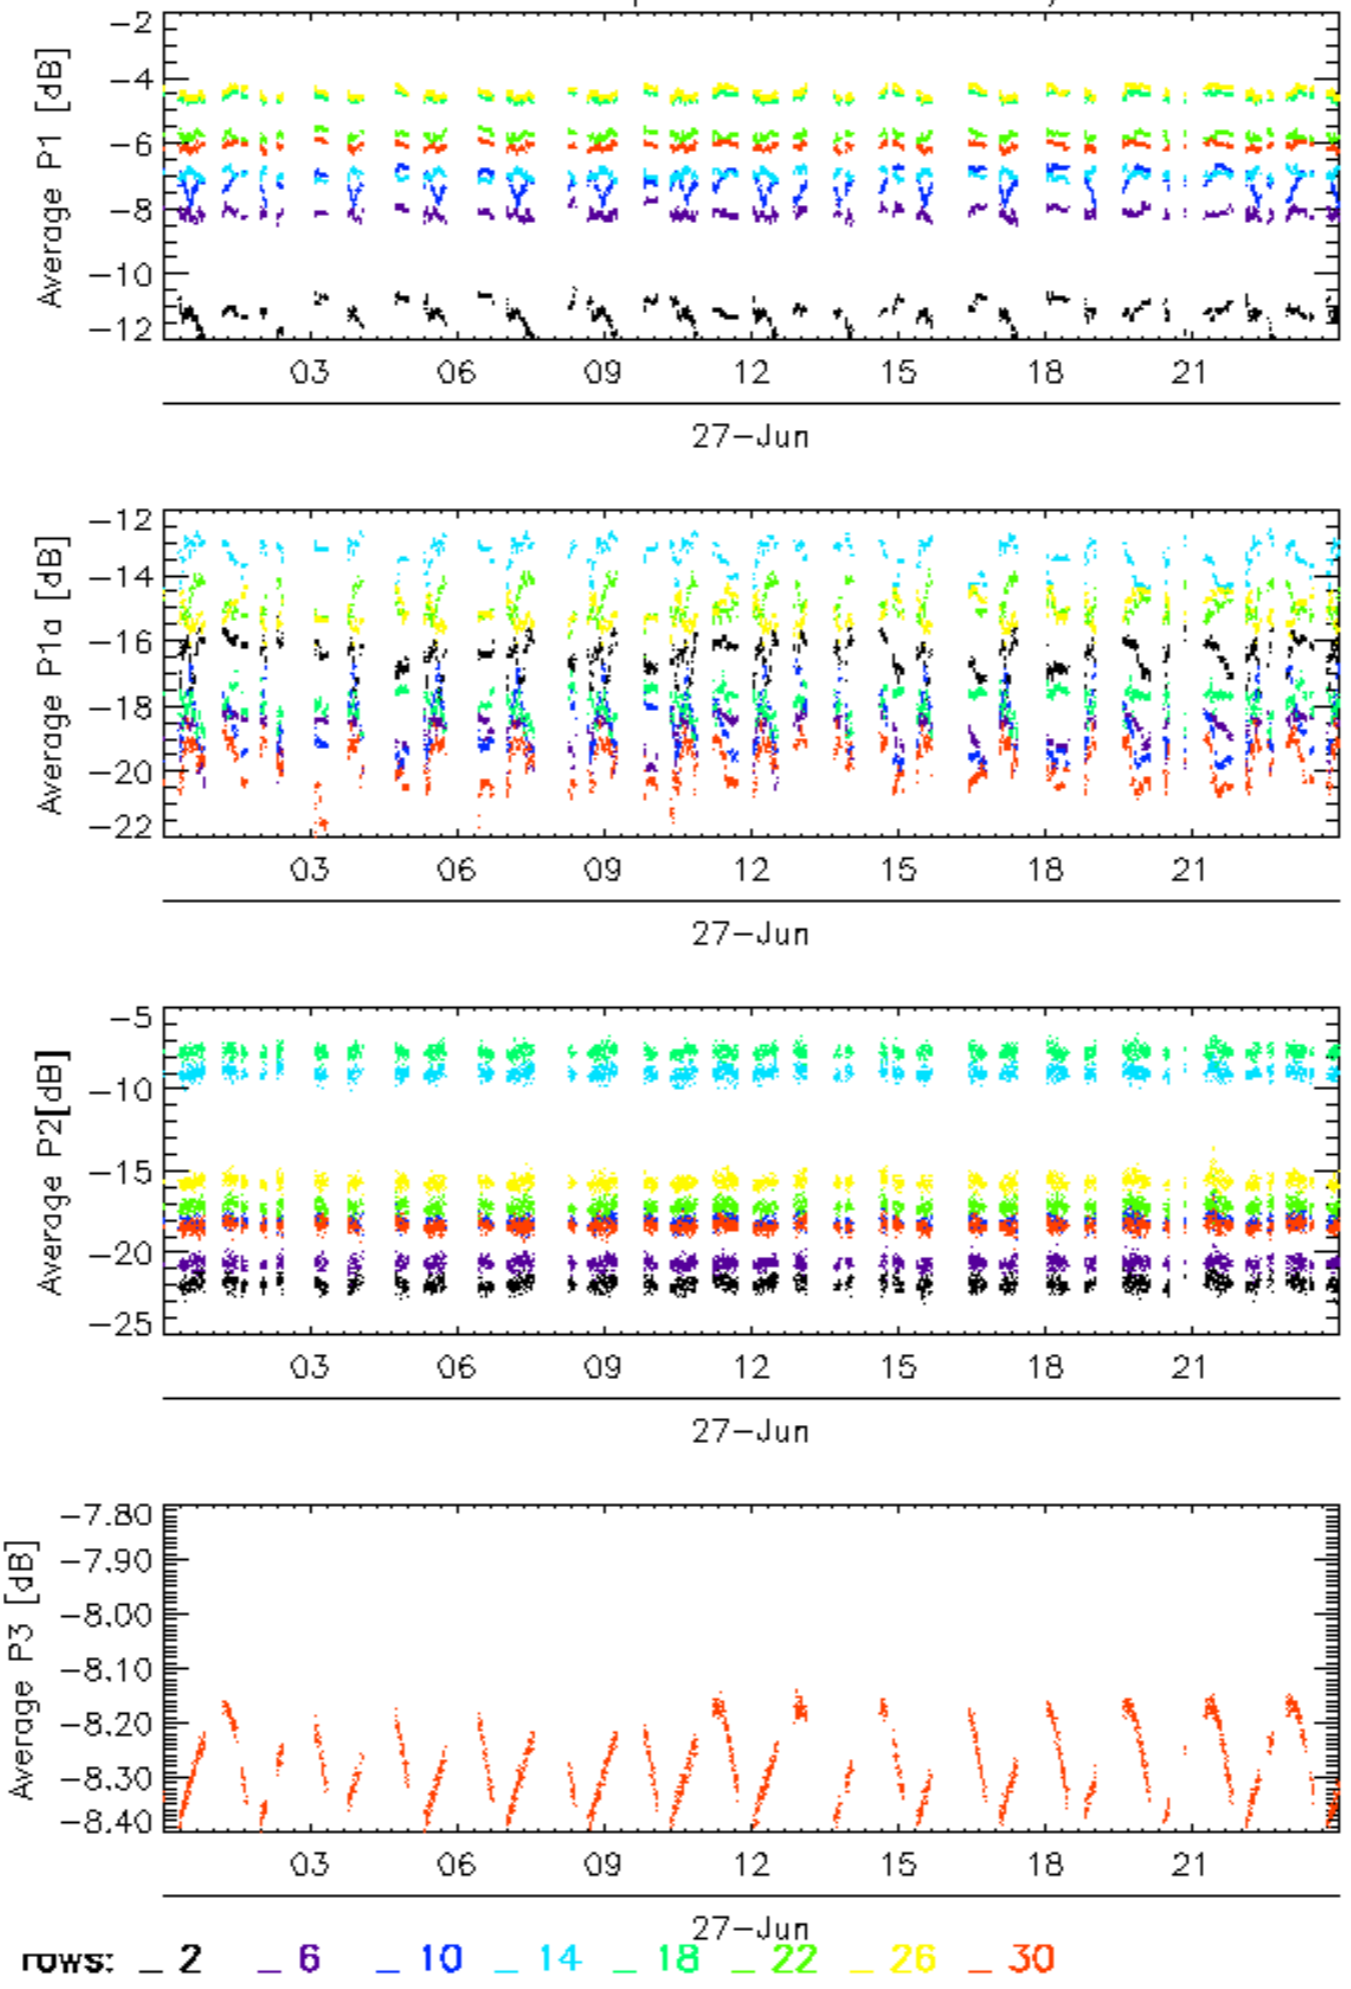 Average P1 [dB]
-2
-4
-6
-8
-10
-12
03 06 09 12 15 18 21
27-Jun
Average P1a [dB]
-12
-14
-16
-18
-20
-22
03 06 09 12 15 18 21
27-Jun
Average P2[dB]
-5
-10
-15
-20
-25
03 06 09 12 15 18 21
27-Jun
Average P3 [dB]
-7.80
-7.90
-8.00
-8.10
-8.20
-8.30
-8.40
03 06 09 12 15 18 21
27-Jun
rows: _ 2 _ 6 _ 10 _ 14 _ 18 _ 22 _ 26 _ 30